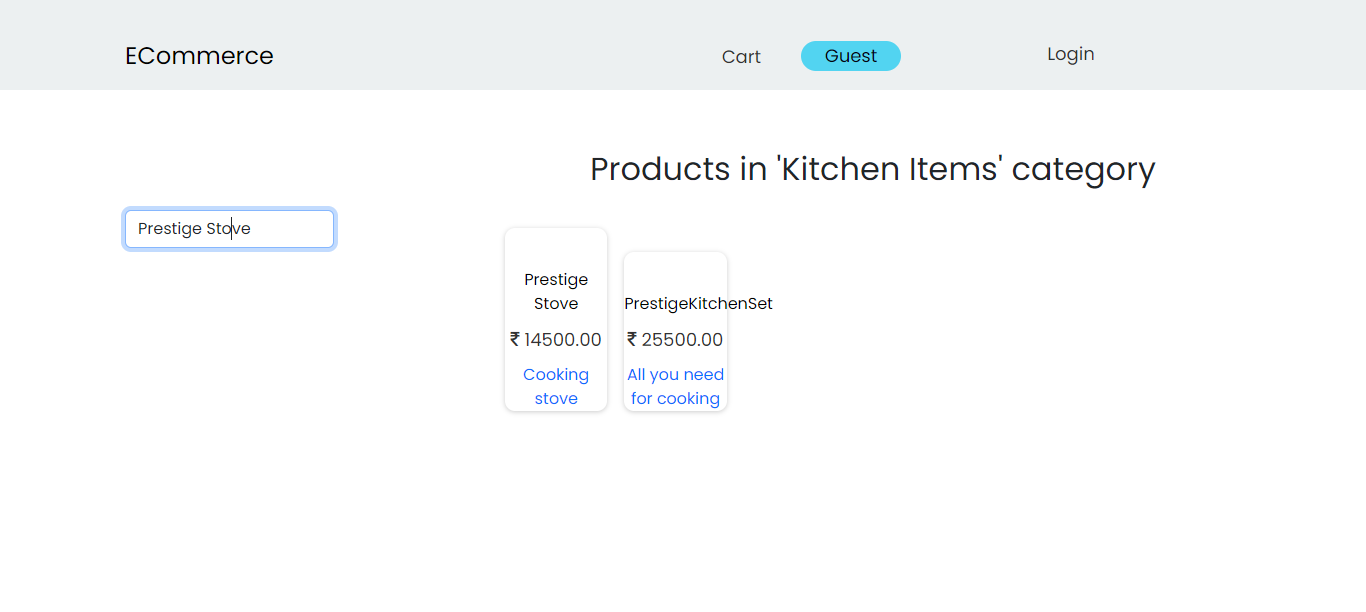 ECommerce
Cart
Guest
Login
Products in 'Kitchen Items' category
Prestige Stove
Prestige
Stove
₹ 14500.00
Cooking
stove
PrestigeKitchenSet
₹ 25500.00
All you need
for cooking